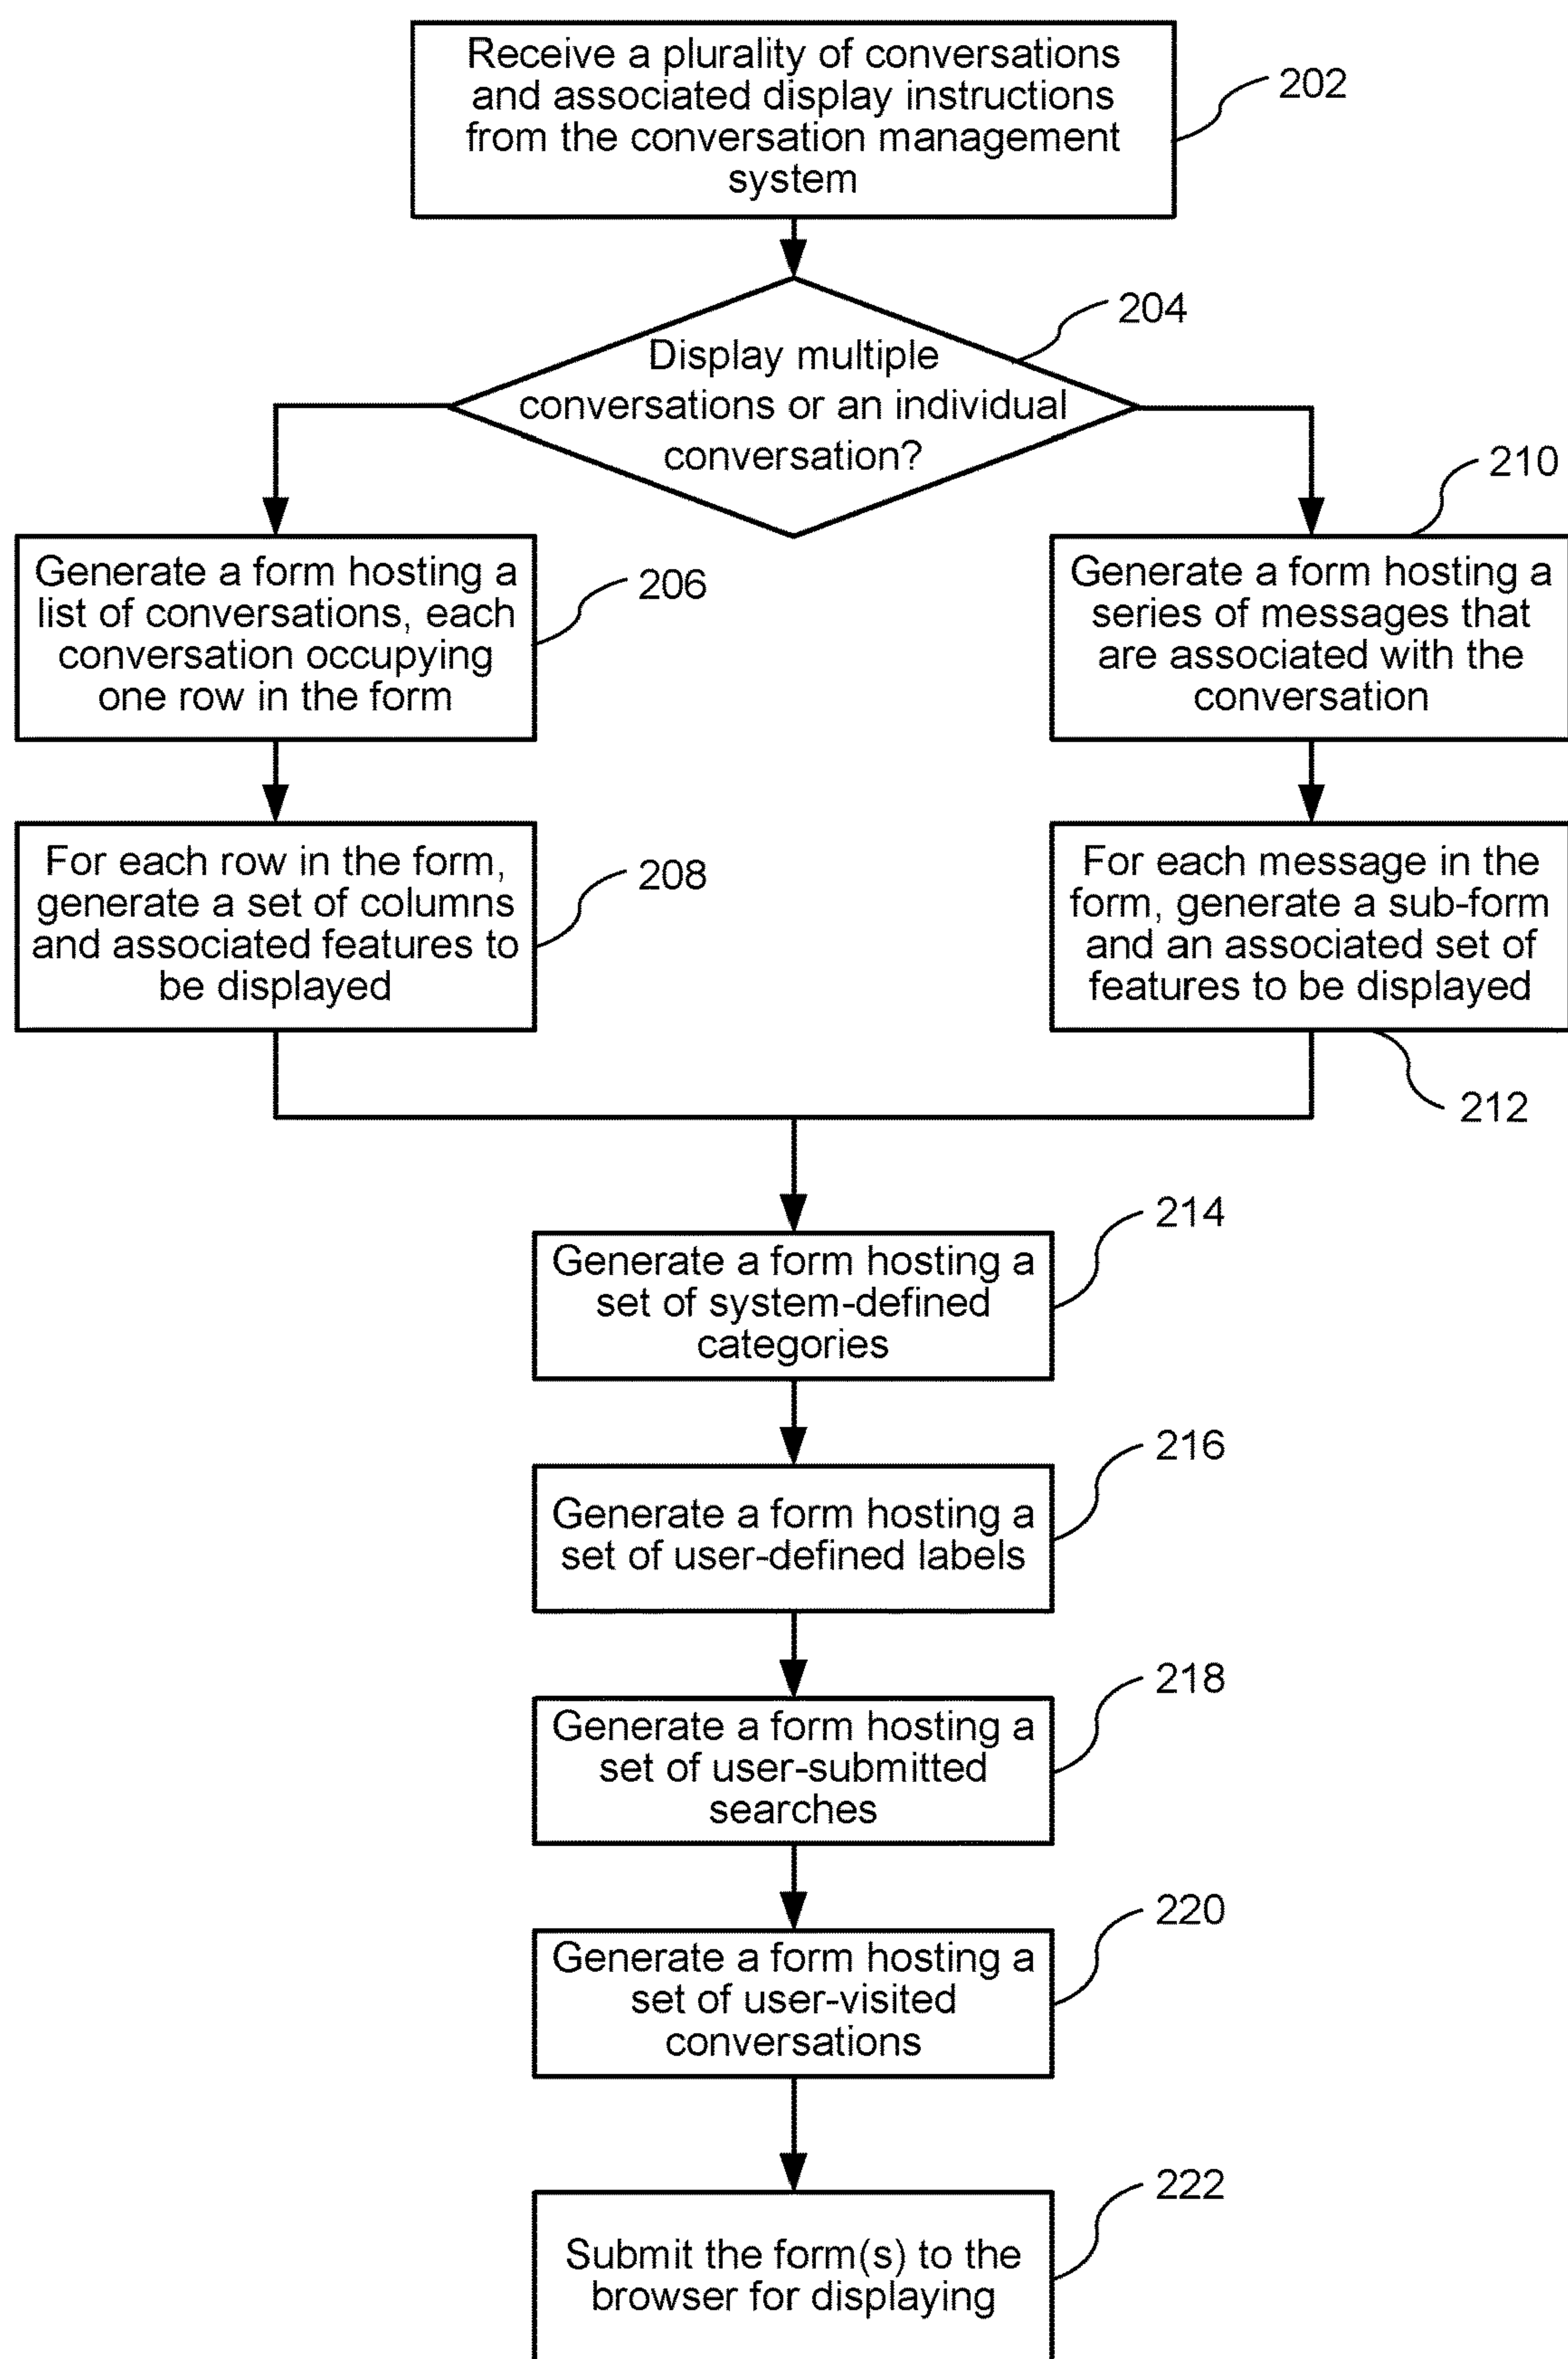 Receive a plurality of conversations
and associated display instructions
from the conversation management
system
202
204
Display multiple
conversations or an individual
conversation?
Generate a form hosting a
list of conversations, each
conversation occupying
one row in the form
206
210
Generate a form hosting a
series of messages that
are associated with the
conversation
For each row in the form,
generate a set of columns
and associated features to
be displayed
208
For each message in the
form, generate a sub-form
and an associated set of
features to be displayed
212
214
Generate a form hosting a
set of system-defined
categories
216
Generate a form hosting a
set of user-defined labels
218
Generate a form hosting a
set of user-submitted
searches
220
Generate a form hosting a
set of user-visited
conversations
222
Submit the form(s) to the
browser for displaying